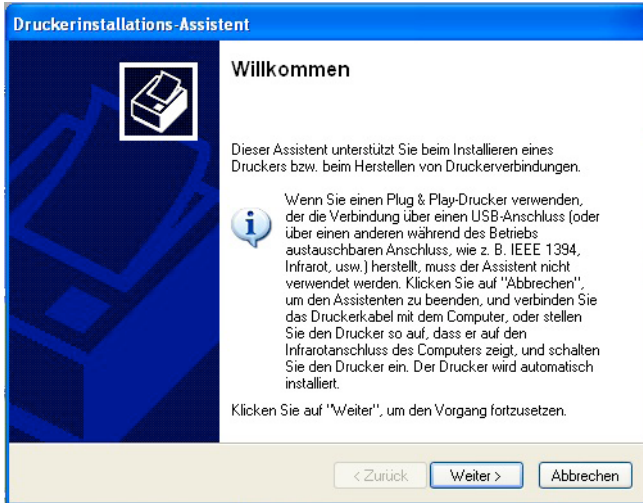 Druckerinstallations-Assistent
Willkommen
Dieser Assistent unterstützt Sie beim Installieren eines
Druckers bzw. beim Herstellen von Druckerverbindungen.
Wenn Sie einen Plug & Play-Drucker verwenden,
der die Verbindung über einen USB-Anschluss (oder
über einen anderen während des Betriebs
austauschbaren Anschluss, wie z. B. IEEE 1394,
Infrarot, usw.) herstellt, muss der Assistent nicht
verwendet werden. Klicken Sie auf "Abbrechen",
um den Assistenten zu beenden, und verbinden Sie
das Druckerkabel mit dem Computer, oder stellen
Sie den Drucker so auf, dass er auf den
Infrarotanschluss des Computers zeigt, und schalten
Sie den Drucker ein. Der Drucker wird automatisch
installiert.
Klicken Sie auf "Weiter", um den Vorgang fortzusetzen.
< Zurück Weiter > Abbrechen